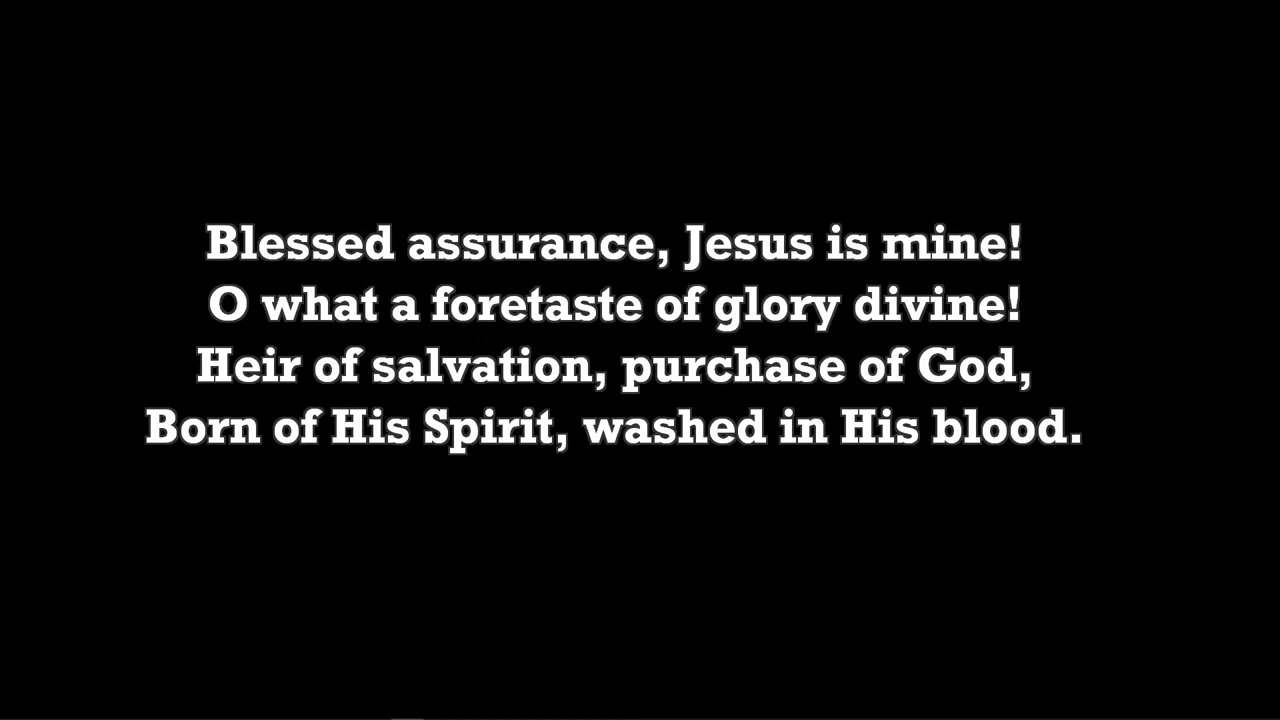 Blessed assurance, Jesus is mine!
O what a foretaste of glory divine!
Heir of salvation, purchase of God,
Born of His Spirit, washed in His blood.